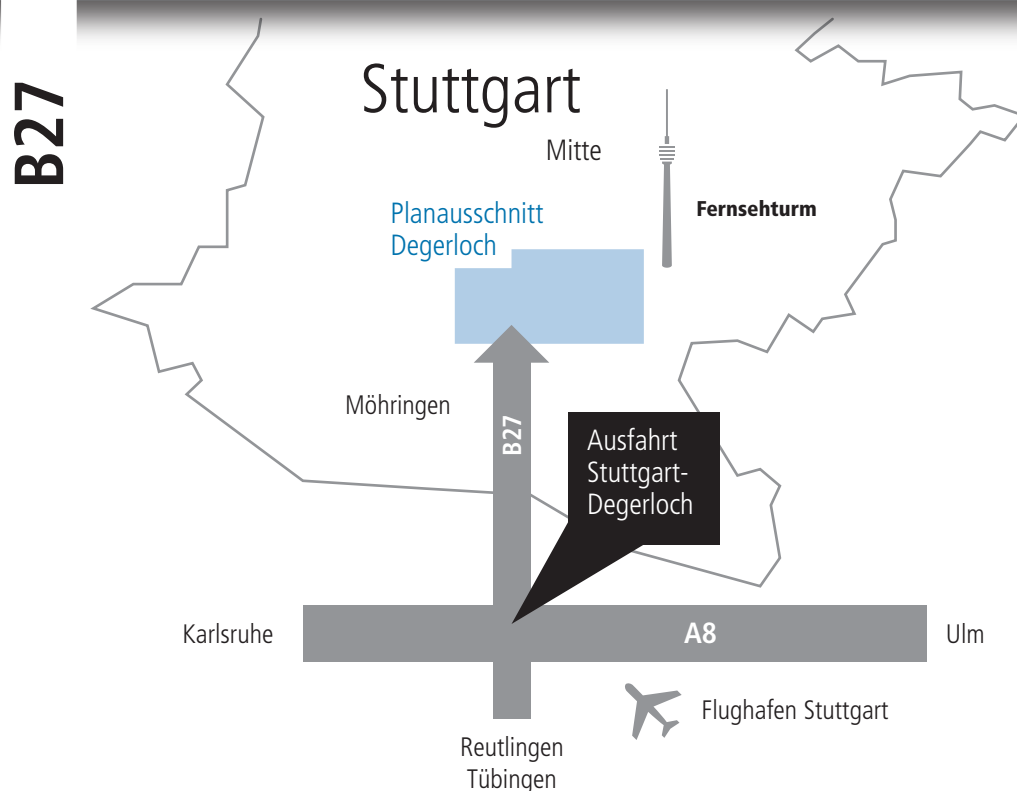 B27
Stuttgart
Mitte
Fernsehturm
Planausschnitt
Degerloch
Möhringen
B27
Ausfahrt
Stuttgart-
Degerloch
Karlsruhe
A8
Ulm
Flughafen Stuttgart
Reutlingen
Tübingen